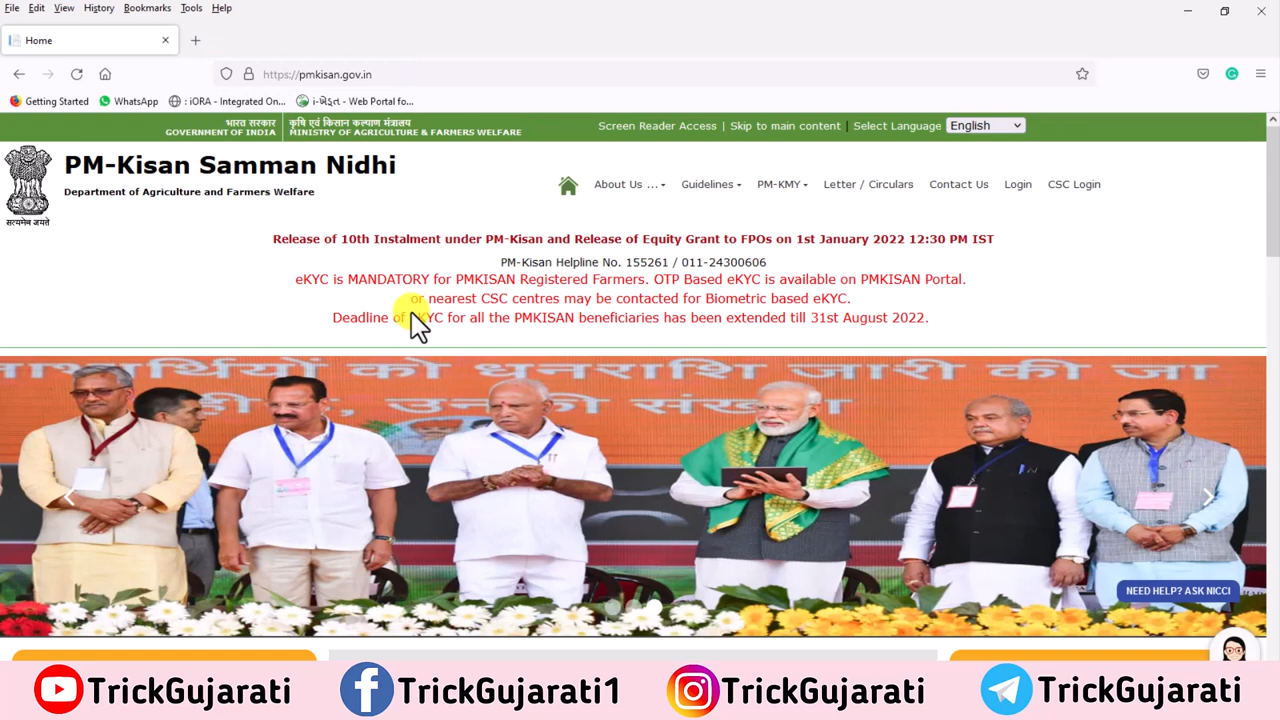 File Edit View History Bookmarks Tools Help
Home
https://pmkisan.gov.in
Getting Started WhatsApp : iORA - Integrated On... i-ખેડૂત - Web Portal fo...
भारत सरकार
GOVERNMENT OF INDIA
कृषि एवं किसान कल्याण मंत्रालय
MINISTRY OF AGRICULTURE & FARMERS WELFARE
Screen Reader Access | Skip to main content | Select Language English
सत्यमेव जयते
PM-Kisan Samman Nidhi
Department of Agriculture and Farmers Welfare
About Us ... Guidelines PM-KMY Letter / Circulars Contact Us Login CSC Login
Release of 10th Instalment under PM-Kisan and Release of Equity Grant to FPOs on 1st January 2022 12:30 PM IST
PM-Kisan Helpline No. 155261 / 011-24300606
eKYC is MANDATORY for PMKISAN Registered Farmers. OTP Based eKYC is available on PMKISAN Portal.
or nearest CSC centres may be contacted for Biometric based eKYC.
Deadline of eKYC for all the PMKISAN beneficiaries has been extended till 31st August 2022.
को धनराशि जारी की जा
उनकी
NEED HELP? ASK NICCI
TrickGujarati TrickGujarati1 TrickGujarati TrickGujarati